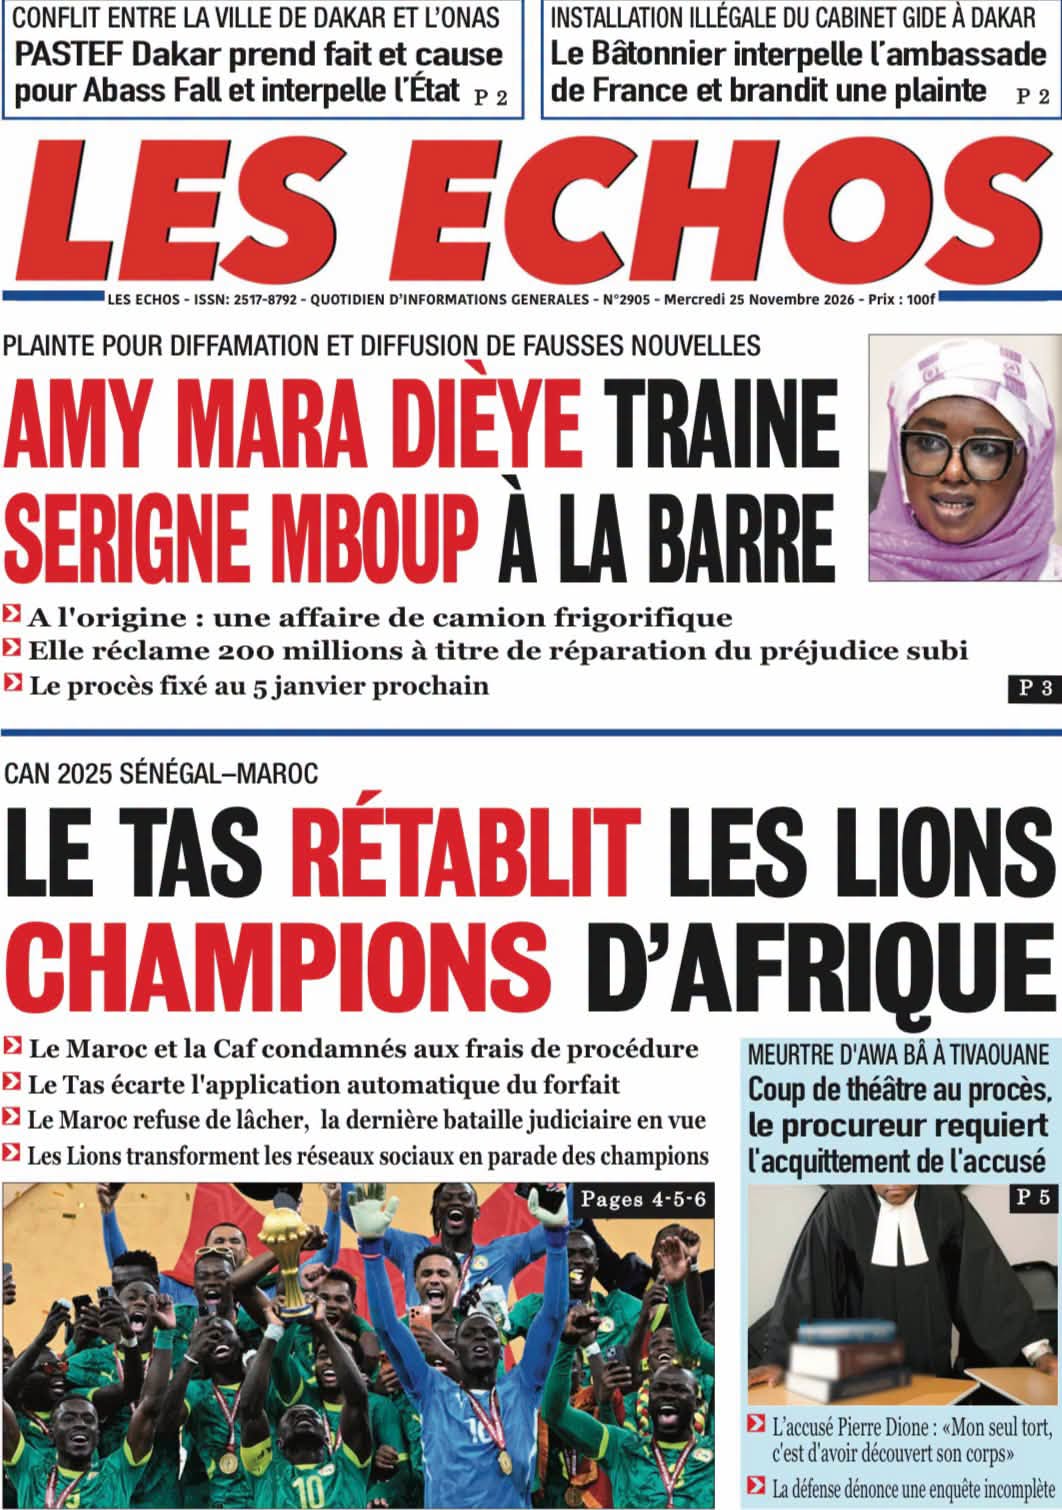 CONFLIT ENTRE LA VILLE DE DAKAR ET L'ONAS
PASTEF Dakar prend fait et cause
pour Abass Fall et interpelle l'État P 2
INSTALLATION ILLÉGALE DU CABINET GIDE À DAKAR
Le Bâtonnier interpelle l'ambassade
de France et brandit une plainte P 2
LES ECHOS
LES ECHOS - ISSN: 2517-8792 - QUOTIDIEN D'INFORMATIONS GENERALES - N°2905 - Mercredi 25 Novembre 2026 - Prix : 100f
PLAINTE POUR DIFFAMATION ET DIFFUSION DE FAUSSES NOUVELLES
AMY MARA DIÈYE TRAINE
SERIGNE MBOUP À LA BARRE
A l'origine : une affaire de camion frigorifique
Elle réclame 200 millions à titre de réparation du préjudice subi
Le procès fixé au 5 janvier prochain
P 3
CAN 2025 SÉNÉGAL–MAROC
LE TAS RÉTABLIT LES LIONS
CHAMPIONS D'AFRIQUE
Le Maroc et la Caf condamnés aux frais de procédure
Le Tas écarte l'application automatique du forfait
Le Maroc refuse de lâcher, la dernière bataille judiciaire en vue
Les Lions transforment les réseaux sociaux en parade des champions
Pages 4-5-6
16
10
MEURTRE D'AWA BÂ À TIVAOUANE
Coup de théâtre au procès,
le procureur requiert
l'acquittement de l'accusé
P 5
L'accusé Pierre Dione : «Mon seul tort,
c'est d'avoir découvert son corps»
La défense dénonce une enquête incomplète